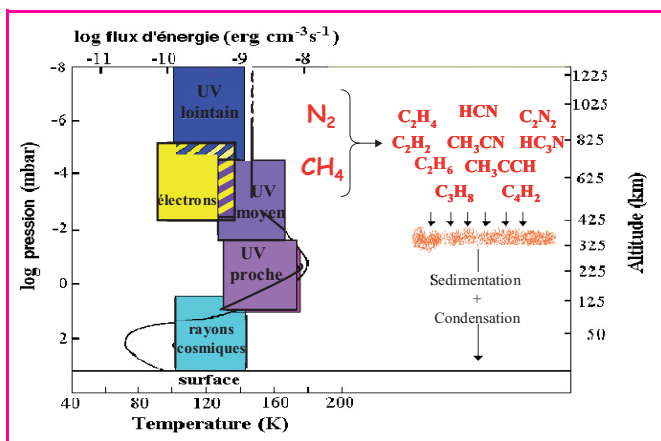 log flux d'énergie (erg cm⁻³s⁻¹)
-11 -10 -9 -8
-8
-6
-4
-2
0
2
log pression (mbar)
UV
lointain
électrons
UV
moyen
UV
proche
rayons
cosmiques
surface
40 80 120 160 200
Temperature (K)
N₂
CH₄
C₂H₄ HCN C₂N₂
C₂H₂ CH₃CN HC₃N
C₂H₆ CH₃CCH
C₃H₈ C₄H₂
Sedimentation
+
Condensation
1225
1025
825
625
425
325
225
125
50
Altitude (km)